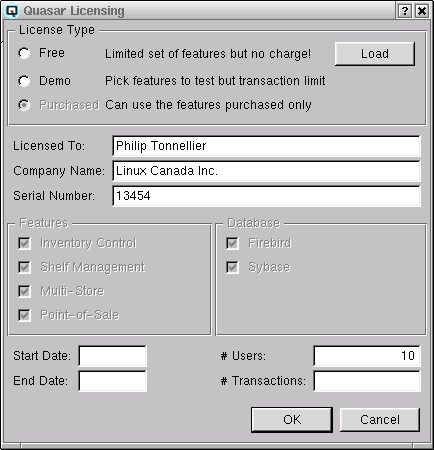 Quasar Licensing
License Type
Free Limited set of features but no charge! Load
Demo Pick features to test but transaction limit
Purchased Can use the features purchased only
Licensed To: Philip Tonnellier
Company Name: Linux Canada Inc.
Serial Number: 13454
Features Database
Inventory Control Firebird
Shelf Management Sybase
Multi-Store
Point-of-Sale
Start Date: # Users: 10
End Date: # Transactions:
OK Cancel